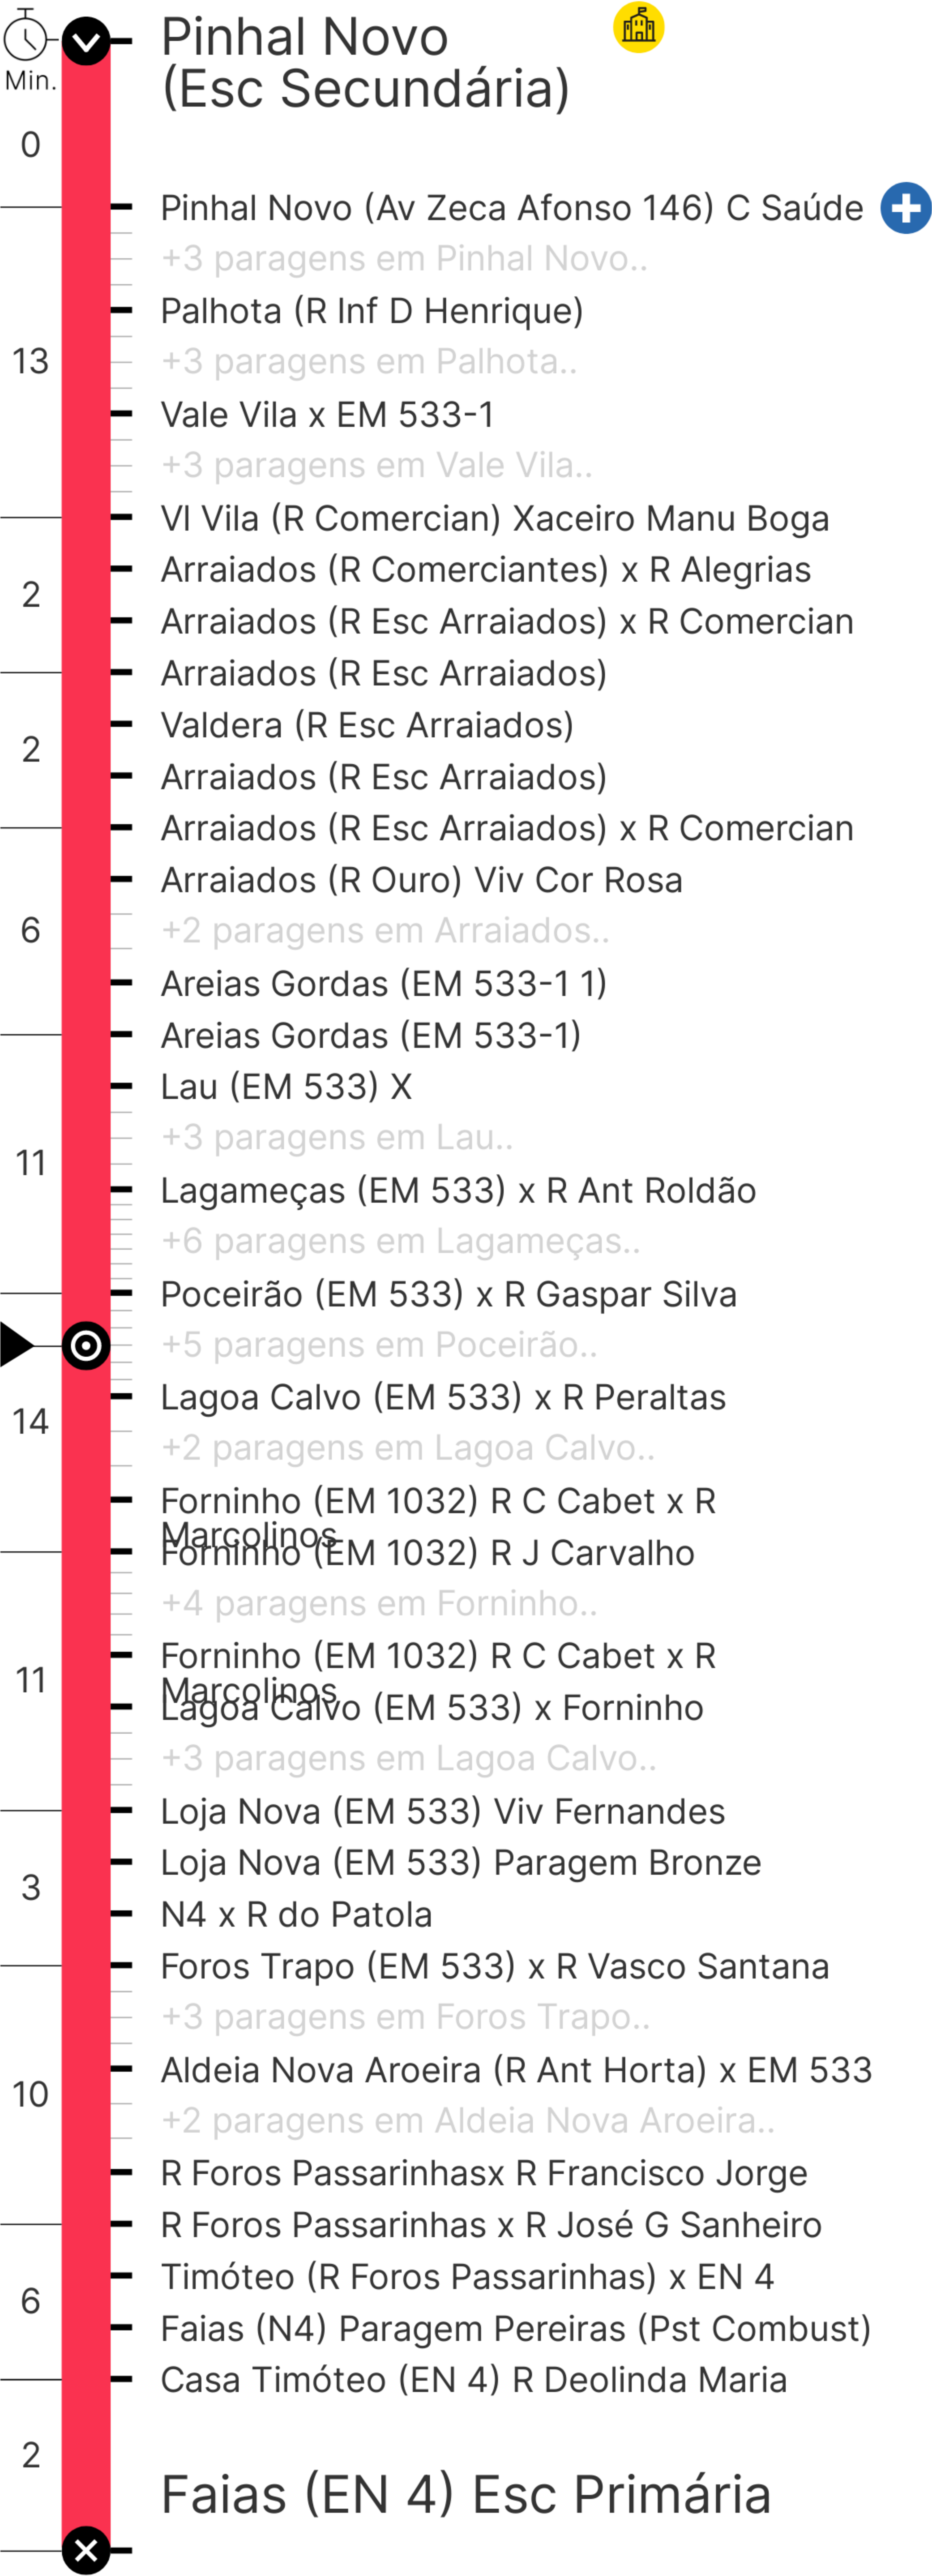 Pinhal Novo
(Esc Secundária)
Min.
0
Pinhal Novo (Av Zeca Afonso 146) C Saúde
+3 paragens em Pinhal Novo..
Palhota (R Inf D Henrique)
13
+3 paragens em Palhota..
Vale Vila x EM 533-1
+3 paragens em Vale Vila..
Vl Vila (R Comercian) Xaceiro Manu Boga
Arraiados (R Comerciantes) x R Alegrias
2
Arraiados (R Esc Arraiados) x R Comercian
Arraiados (R Esc Arraiados)
Valdera (R Esc Arraiados)
2
Arraiados (R Esc Arraiados)
Arraiados (R Esc Arraiados) x R Comercian
Arraiados (R Ouro) Viv Cor Rosa
6
+2 paragens em Arraiados..
Areias Gordas (EM 533-1 1)
Areias Gordas (EM 533-1)
Lau (EM 533) X
+3 paragens em Lau..
11
Lagameças (EM 533) x R Ant Roldão
+6 paragens em Lagameças..
Poceirão (EM 533) x R Gaspar Silva
+5 paragens em Poceirão..
Lagoa Calvo (EM 533) x R Peraltas
14
+2 paragens em Lagoa Calvo..
Forninho (EM 1032) R C Cabet x R
Marcolinos
Forninho (EM 1032) R J Carvalho
+4 paragens em Forninho..
Forninho (EM 1032) R C Cabet x R
11
Marcolinos
Lagoa Calvo (EM 533) x Forninho
+3 paragens em Lagoa Calvo..
Loja Nova (EM 533) Viv Fernandes
Loja Nova (EM 533) Paragem Bronze
3
N4 x R do Patola
Foros Trapo (EM 533) x R Vasco Santana
+3 paragens em Foros Trapo..
Aldeia Nova Aroeira (R Ant Horta) x EM 533
10
+2 paragens em Aldeia Nova Aroeira..
R Foros Passarinhasx R Francisco Jorge
R Foros Passarinhas x R José G Sanheiro
Timóteo (R Foros Passarinhas) x EN 4
6
Faias (N4) Paragem Pereiras (Pst Combust)
Casa Timóteo (EN 4) R Deolinda Maria
2
Faias (EN 4) Esc Primária